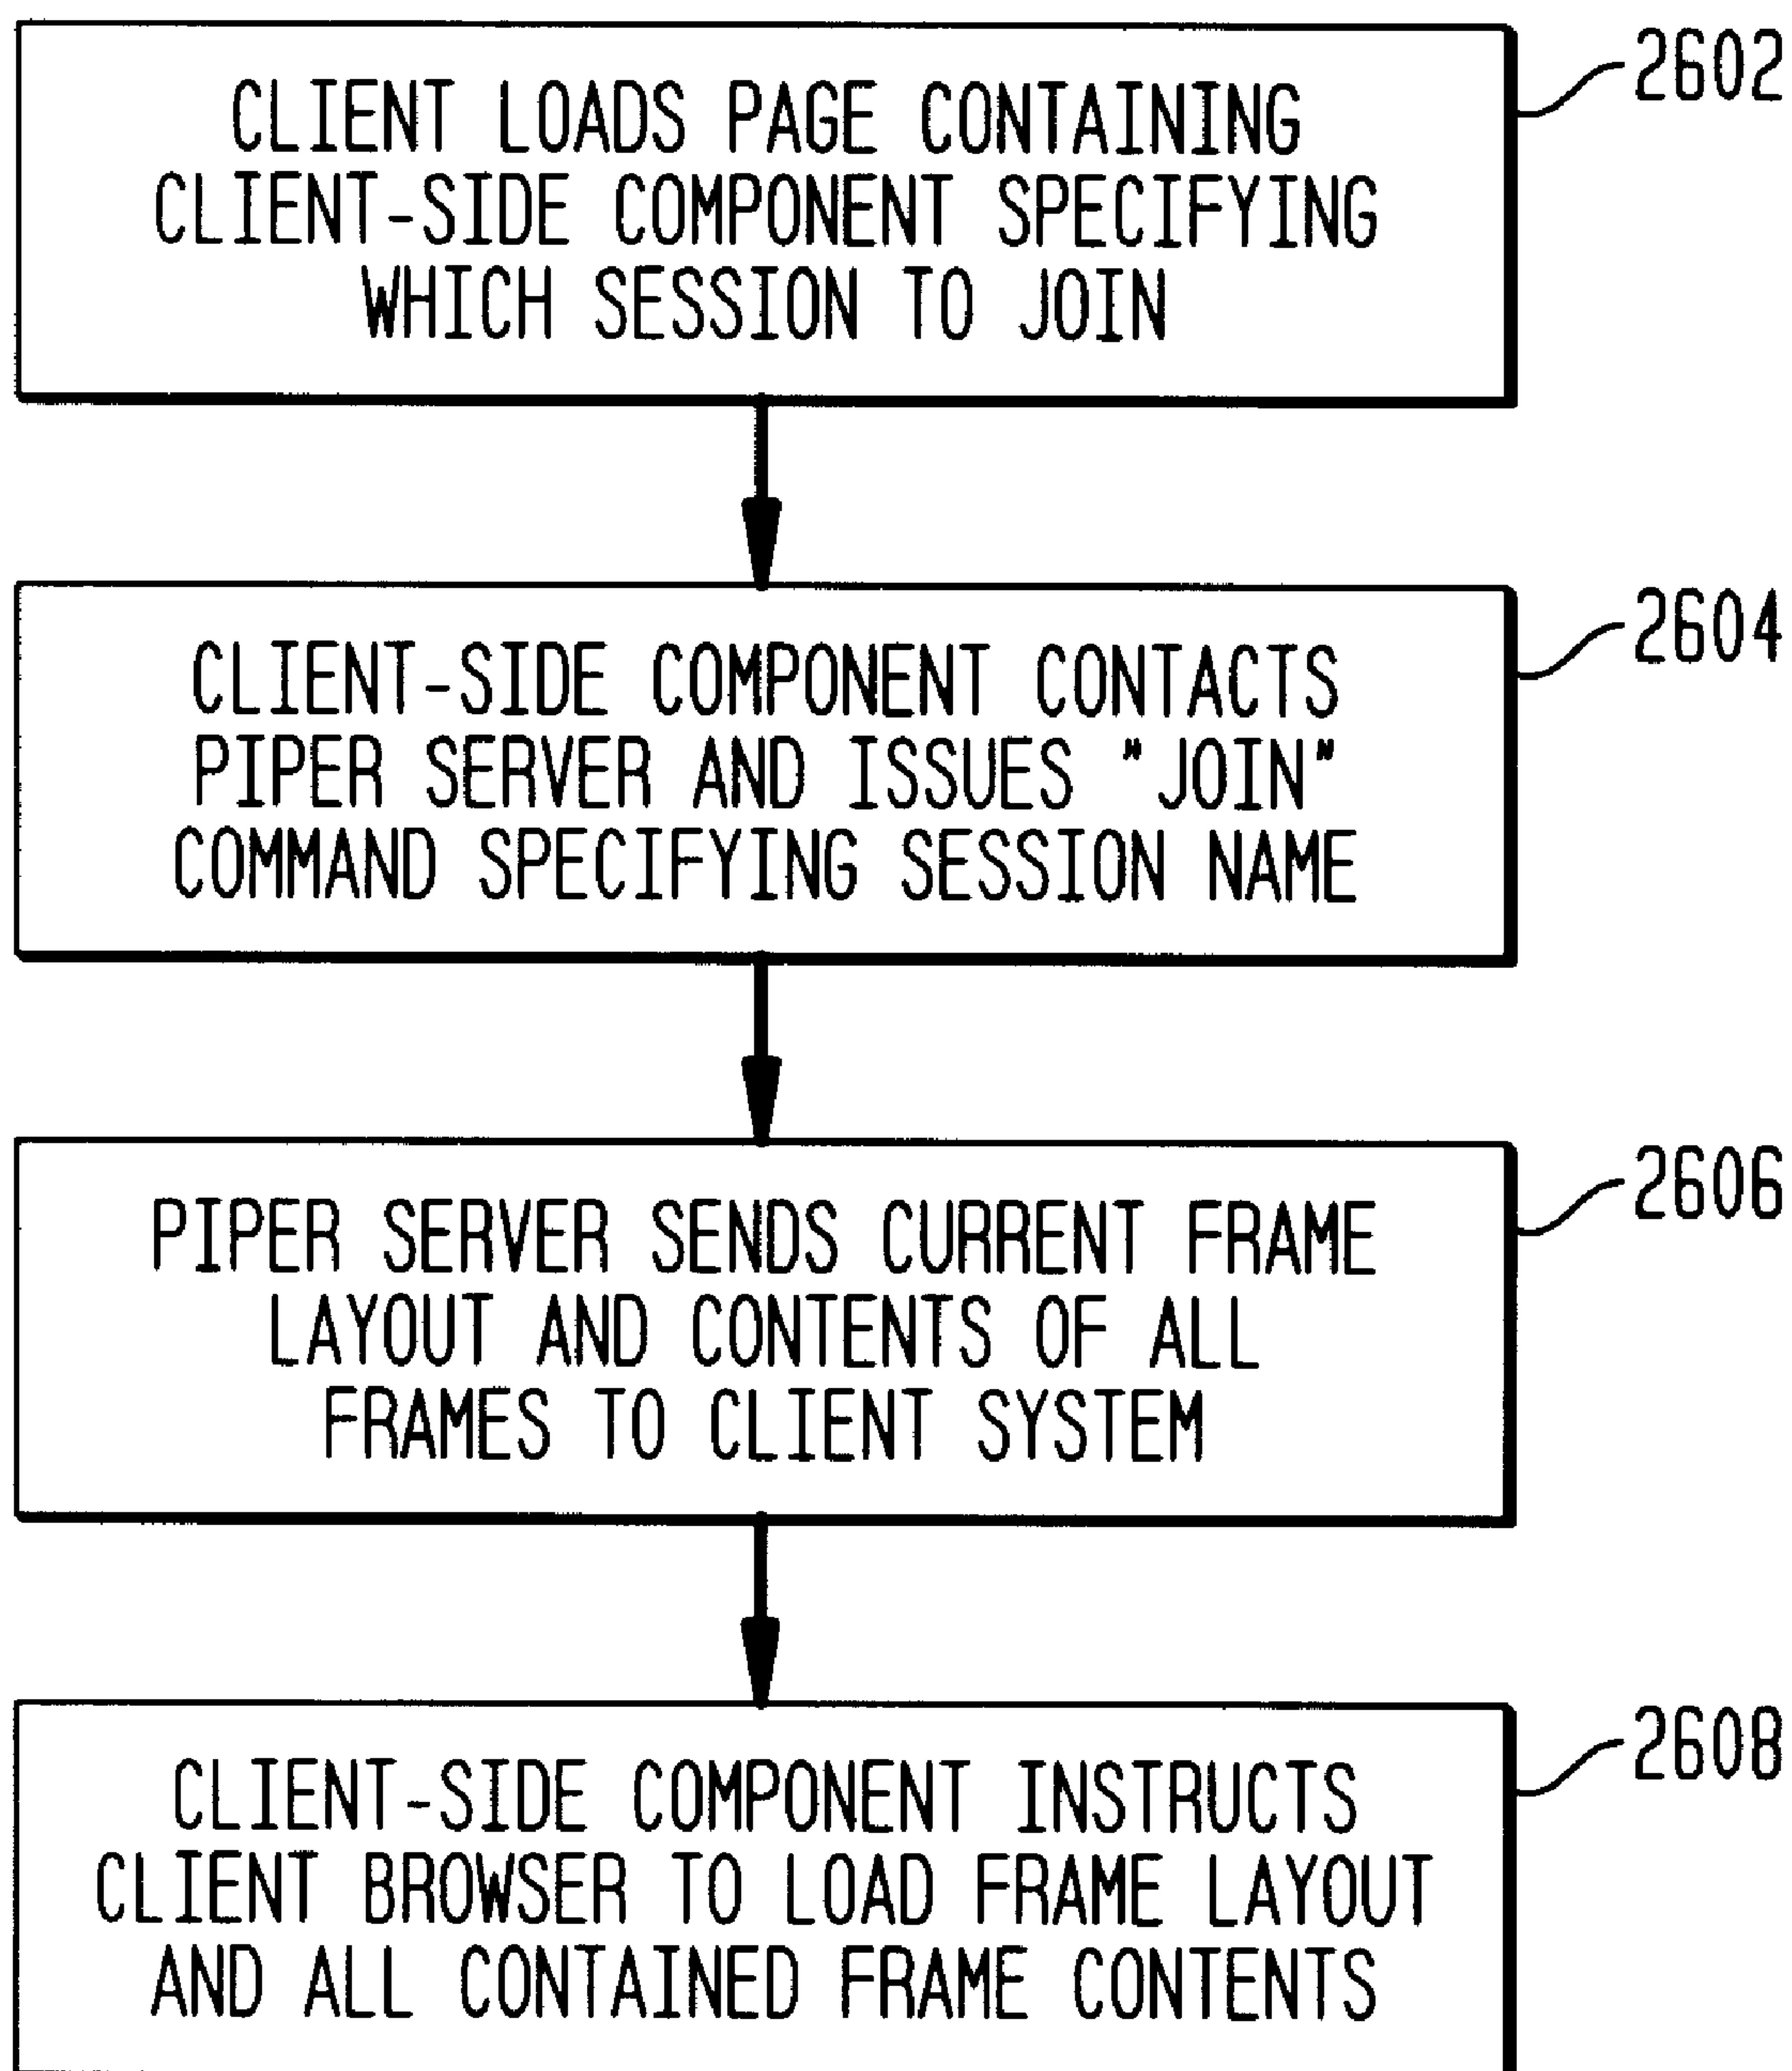 2602
CLIENT LOADS PAGE CONTAINING
CLIENT-SIDE COMPONENT SPECIFYING
WHICH SESSION TO JOIN
2604
CLIENT-SIDE COMPONENT CONTACTS
PIPER SERVER AND ISSUES "JOIN"
COMMAND SPECIFYING SESSION NAME
2606
PIPER SERVER SENDS CURRENT FRAME
LAYOUT AND CONTENTS OF ALL
FRAMES TO CLIENT SYSTEM
2608
CLIENT-SIDE COMPONENT INSTRUCTS
CLIENT BROWSER TO LOAD FRAME LAYOUT
AND ALL CONTAINED FRAME CONTENTS